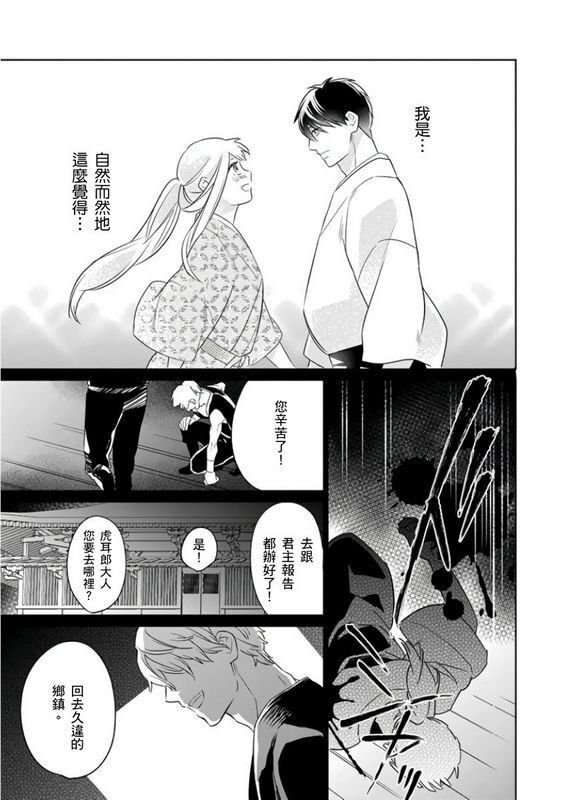 我是…
自然而然地
這麼覺得…
您辛苦了！
去跟
君主報告
都辦好了！
是！
虎耳郎大人
您要去哪裡？
回去久違的
鄉鎮。